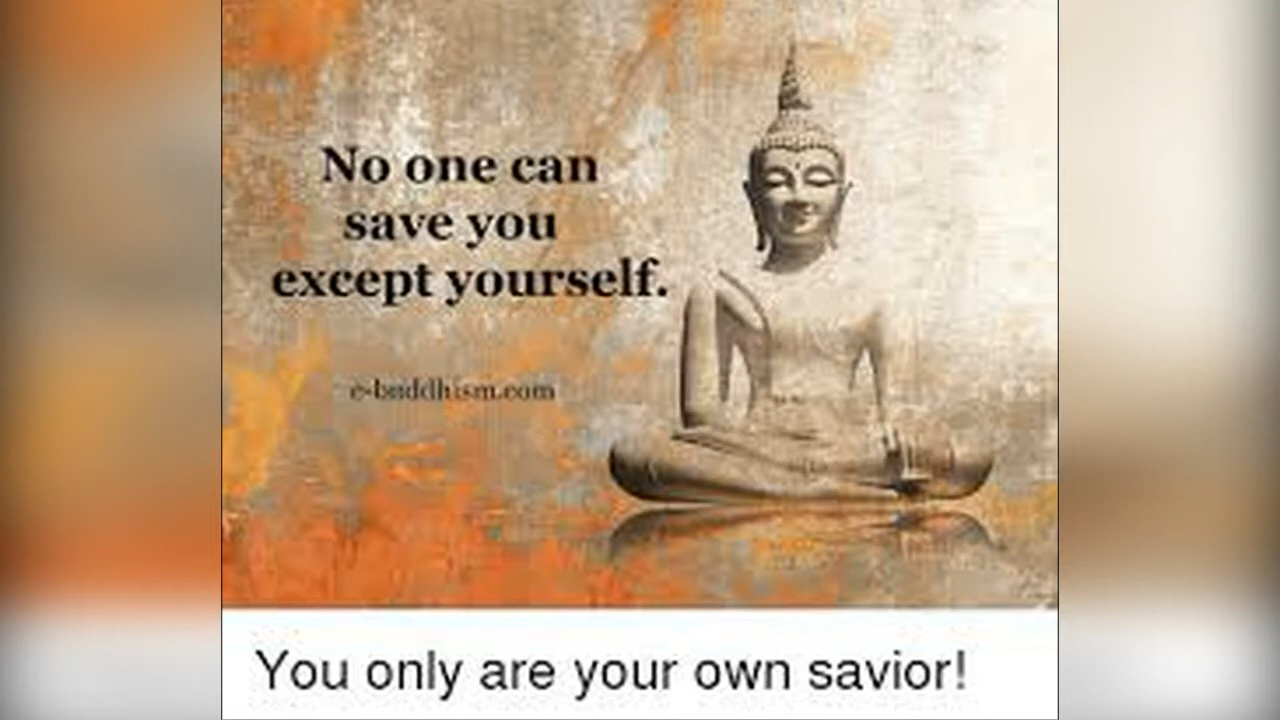 No one can
save you
except yourself.
e-buddhism.com
You only are your own savior!